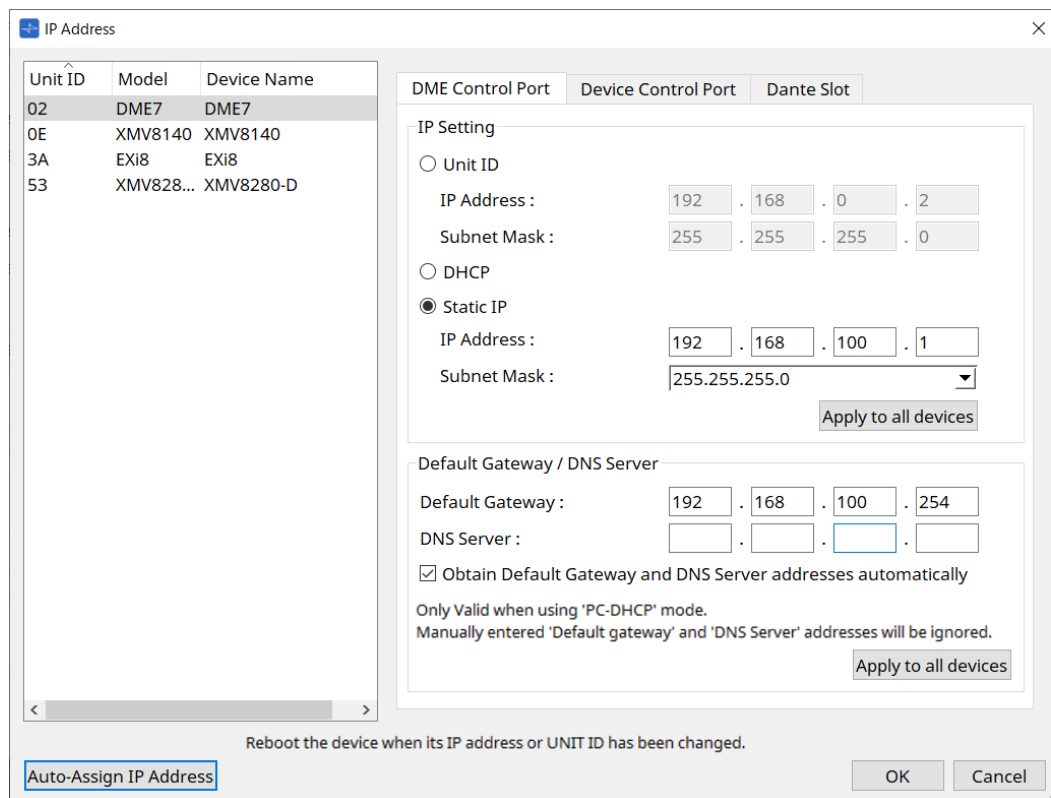 IP Address
Unit ID Model Device Name
02 DME7 DME7
0E XMV8140 XMV8140
3A EXi8 EXi8
53 XMV828... XMV8280-D
DME Control Port Device Control Port Dante Slot
IP Setting
Unit ID
IP Address : 192 . 168 . 0 . 2
Subnet Mask : 255 . 255 . 255 . 0
DHCP
Static IP
IP Address : 192 . 168 . 100 . 1
Subnet Mask : 255.255.255.0
Apply to all devices
Default Gateway / DNS Server
Default Gateway : 192 . 168 . 100 . 254
DNS Server : . . .
Obtain Default Gateway and DNS Server addresses automatically
Only Valid when using 'PC-DHCP' mode.
Manually entered 'Default gateway' and 'DNS Server' addresses will be ignored.
Apply to all devices
Reboot the device when its IP address or UNIT ID has been changed.
Auto-Assign IP Address OK Cancel